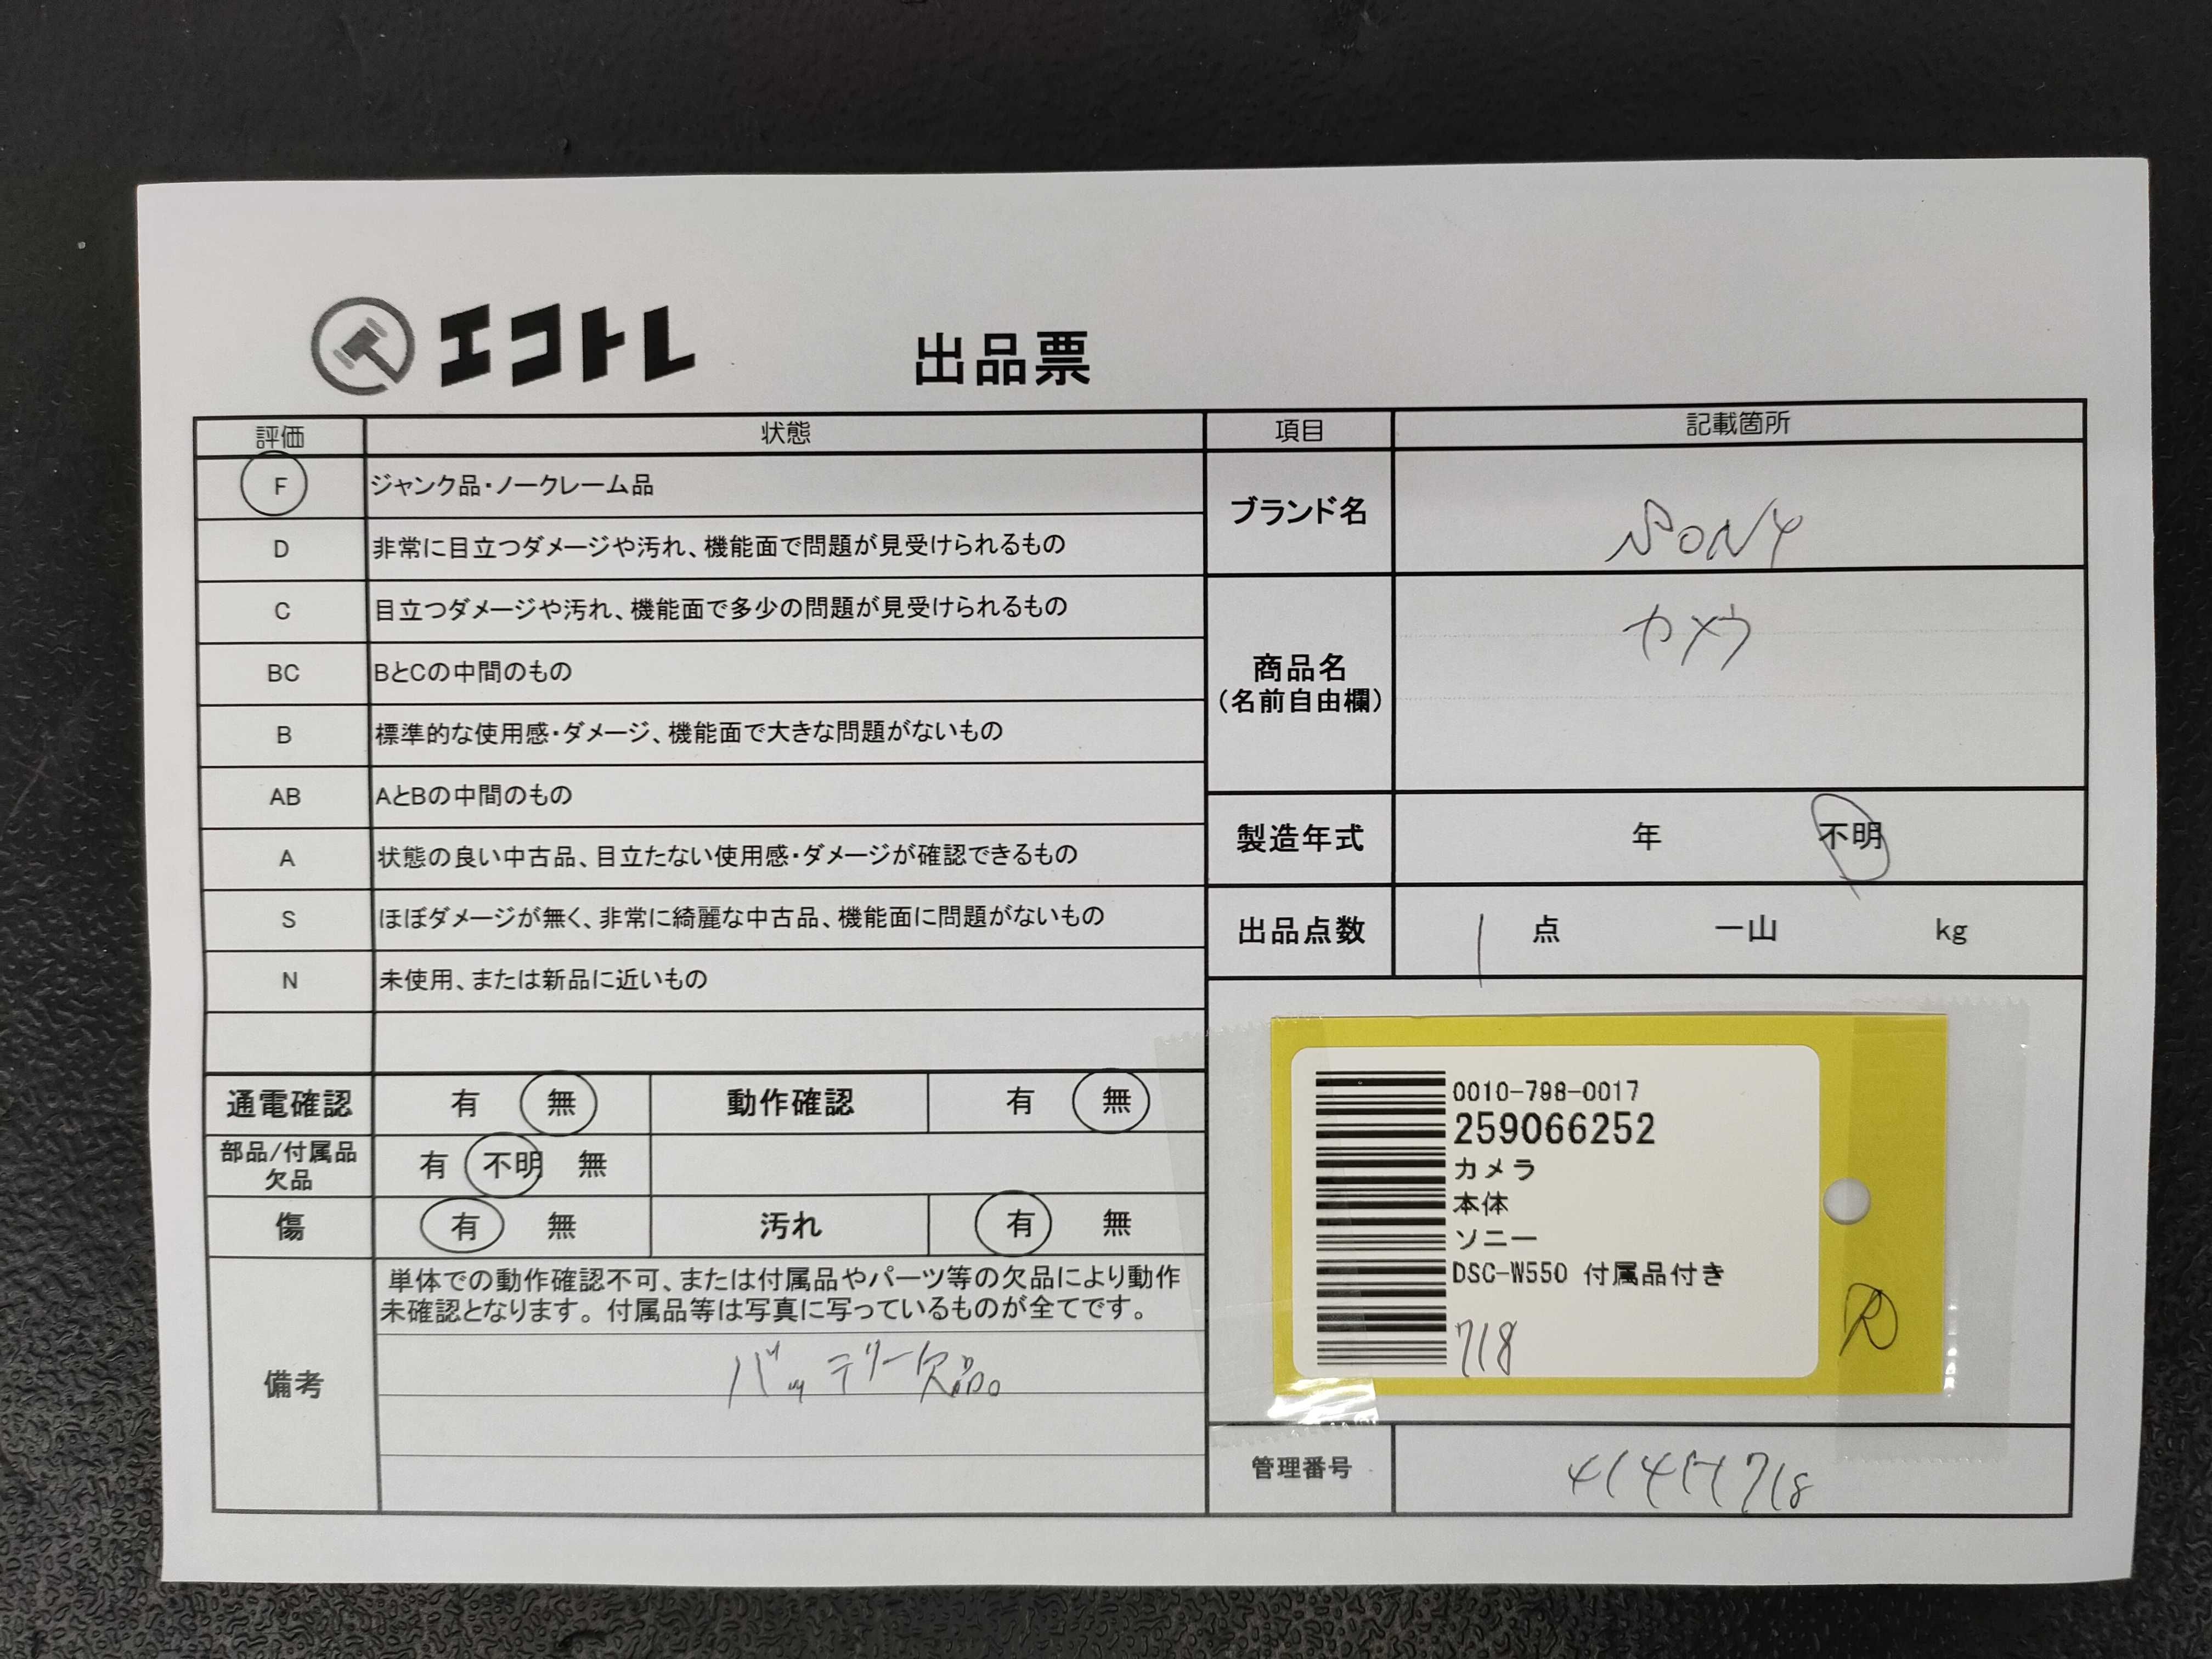 エコトレ
出品票
評価 状態
F ジャンク品・ノークレーム品
D 非常に目立つダメージや汚れ、機能面で問題が見受けられるもの
C 目立つダメージや汚れ、機能面で多少の問題が見受けられるもの
BC BとCの中間のもの
B 標準的な使用感・ダメージ、機能面で大きな問題がないもの
AB AとBの中間のもの
A 状態の良い中古品、目立たない使用感・ダメージが確認できるもの
S ほぼダメージが無く、非常に綺麗な中古品、機能面に問題がないもの
N 未使用、または新品に近いもの
通電確認 有 無 動作確認 有 無
部品/付属品
欠品
有 不明 無
傷 有 無 汚れ 有 無
備考
単体での動作確認不可、または付属品やパーツ等の欠品により動作
未確認となります。付属品等は写真に写っているものが全てです。
バッテリー欠品。
項目 記載箇所
ブランド名 SONY
商品名
(名前自由欄)
カメラ
製造年式 年 不明
出品点数 1 点 一山 kg
0010-798-0017
259066252
カメラ
本体
ソニー
DSC-W550 付属品付き
718
R
管理番号